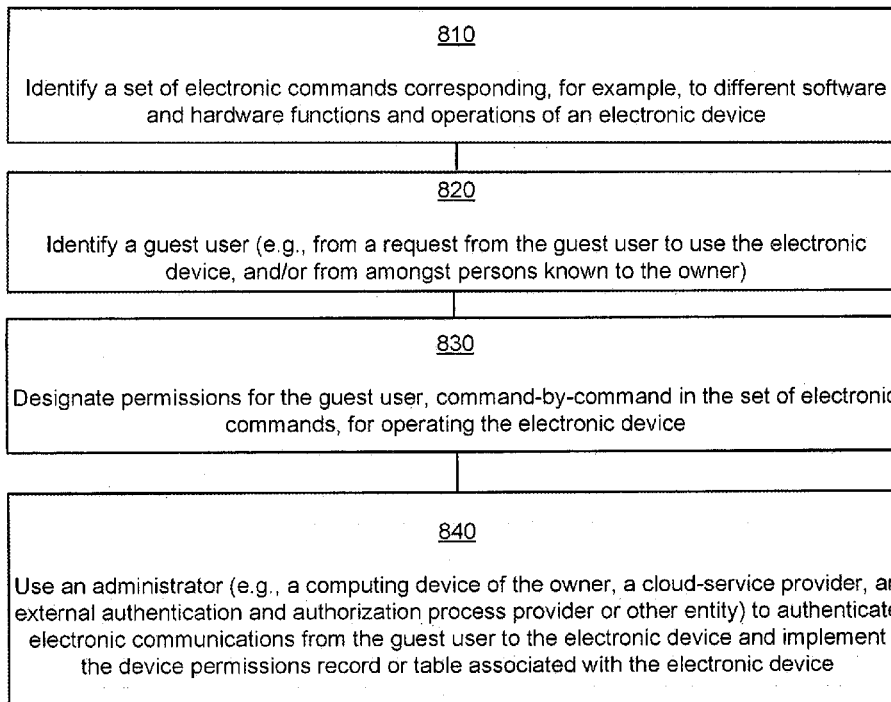 810
Identify a set of electronic commands corresponding, for example, to different software
and hardware functions and operations of an electronic device
820
Identify a guest user (e.g., from a request from the guest user to use the electronic
device, and/or from amongst persons known to the owner)
830
Designate permissions for the guest user, command-by-command in the set of electronic
commands, for operating the electronic device
840
Use an administrator (e.g., a computing device of the owner, a cloud-service provider, an
external authentication and authorization process provider or other entity) to authenticate
electronic communications from the guest user to the electronic device and implement
the device permissions record or table associated with the electronic device